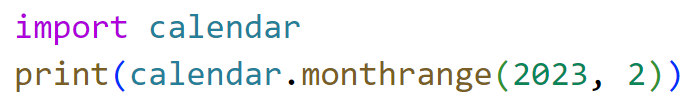 import calendar
print(calendar.monthrange(2023, 2))